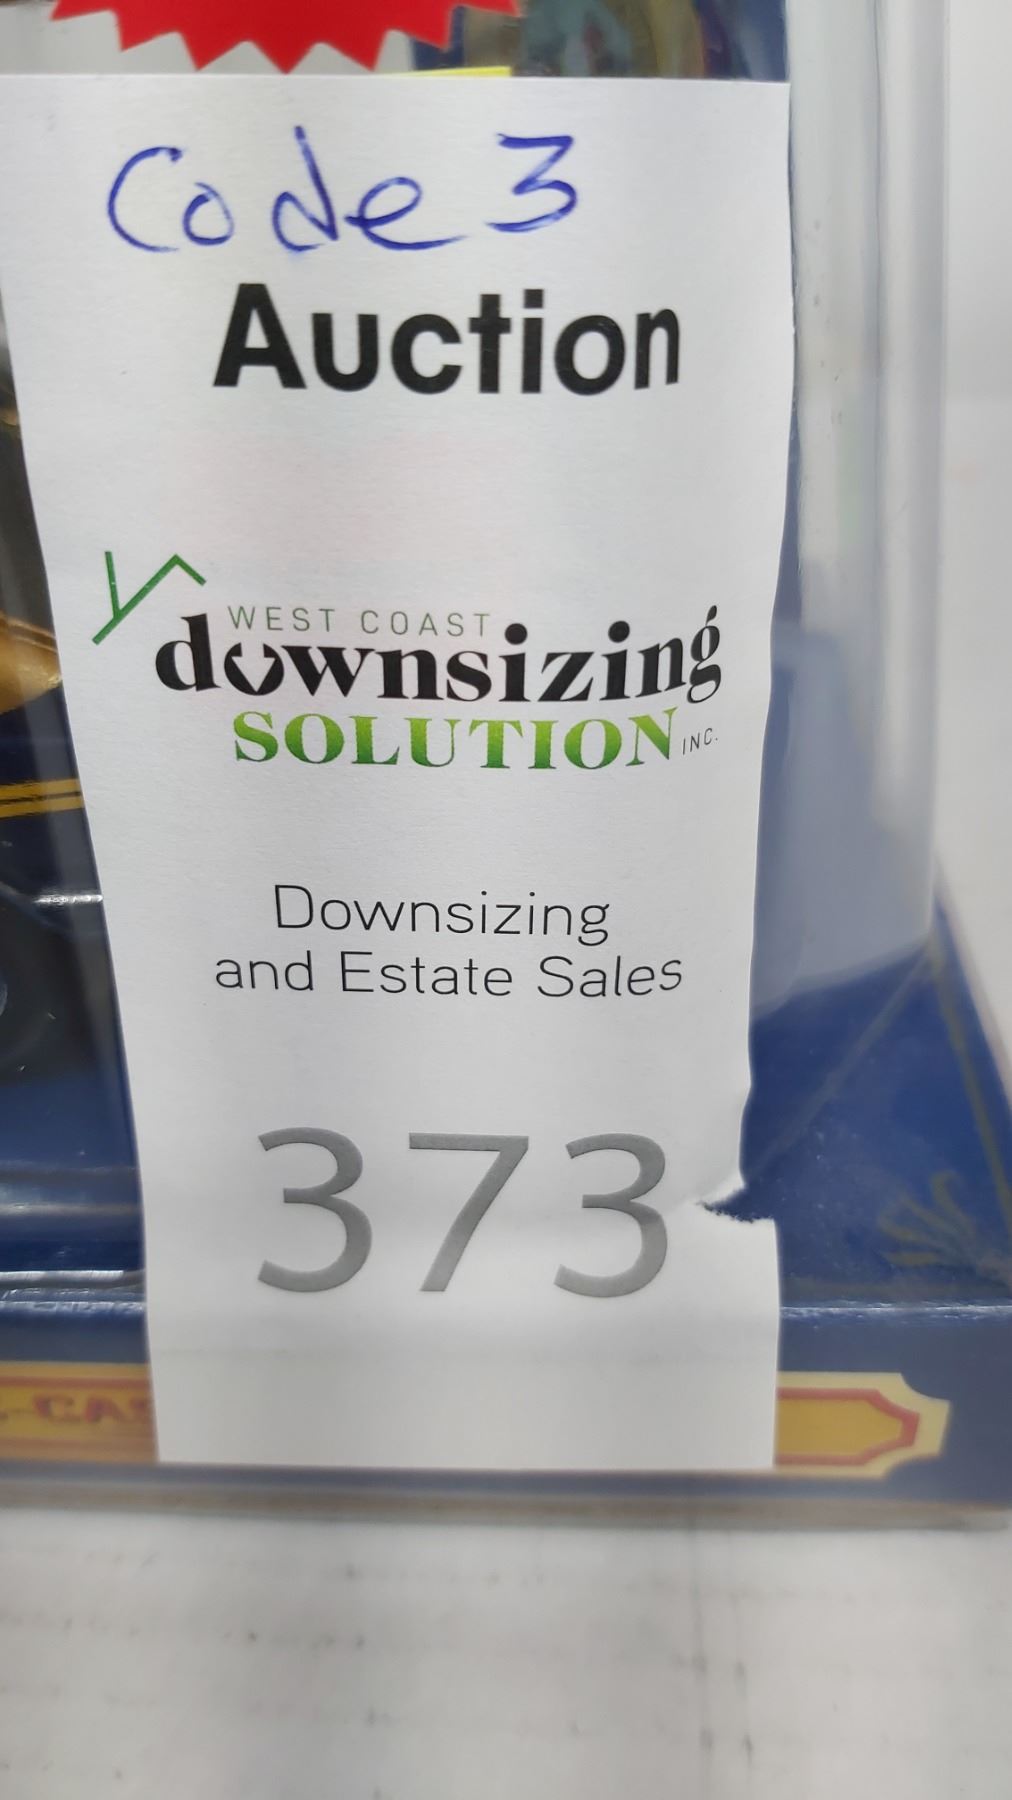 Code 3
Auction
WEST COAST
downsizing
SOLUTION INC.
Downsizing
and Estate Sales
373